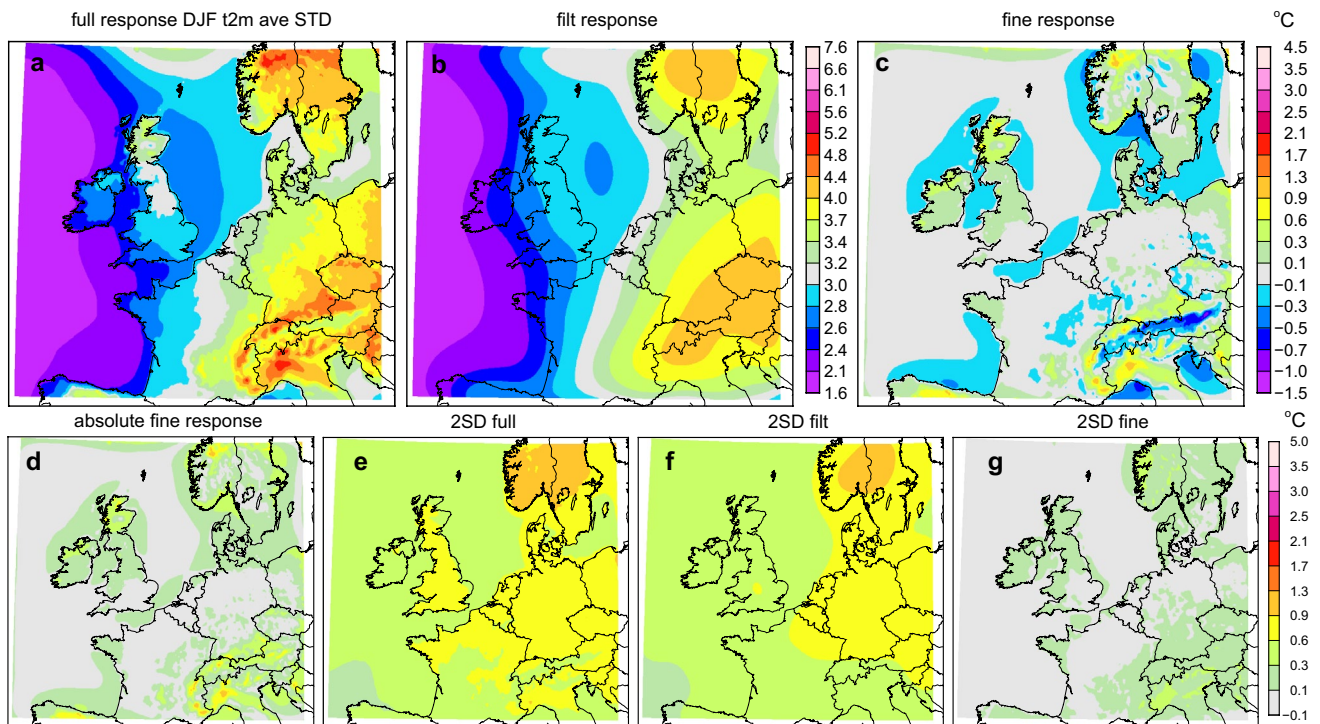 full response DJF t2m ave STD
filt response
fine response
°C
a
b
c
7.6
6.1
5.7
5.2
4.8
4.4
4.0
3.7
3.4
3.2
3.0
2.8
2.6
2.4
2.1
1.6
4.5
3.5
3.0
2.1
1.7
1.3
0.9
0.6
0.3
0.1
−0.1
−0.3
−0.5
−0.7
−1.0
−1.5
absolute fine response
2SD full
2SD filt
2SD fine
°C
d
e
f
g
5.0
3.5
3.0
2.5
2.1
1.7
1.3
0.9
0.6
0.3
0.1
−0.1